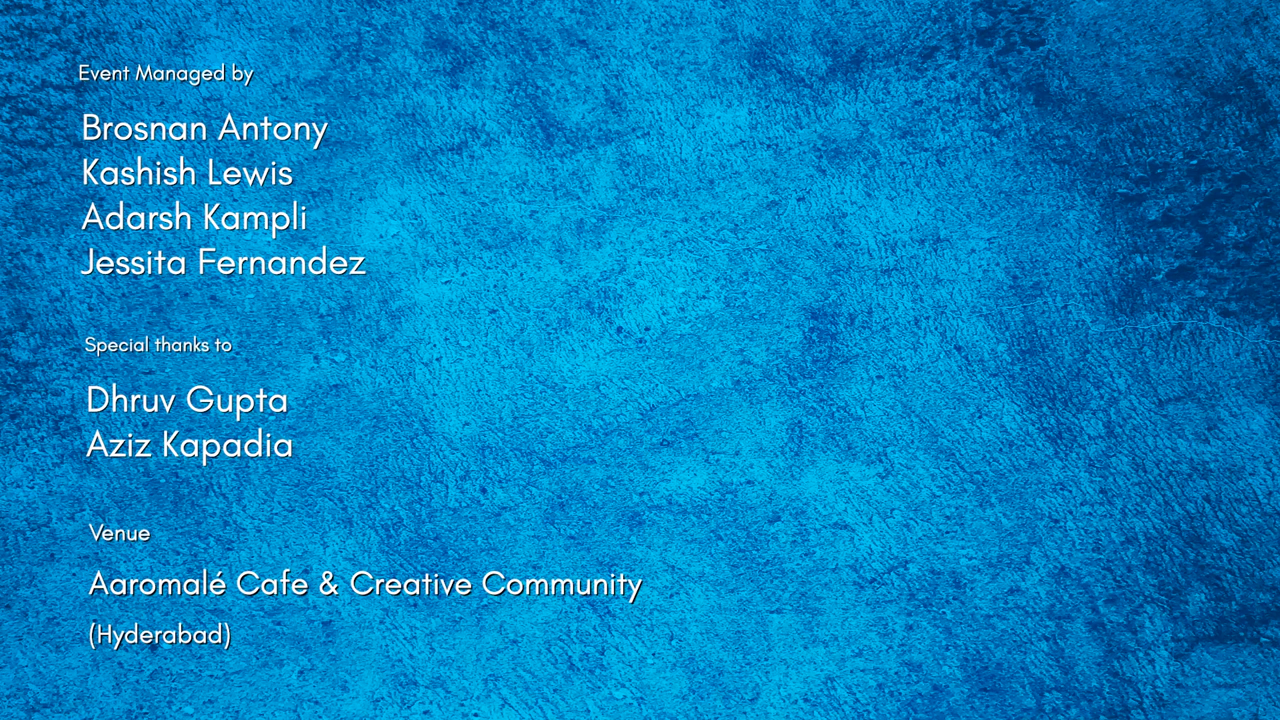 Event Managed by
Brosnan Antony
Kashish Lewis
Adarsh Kampli
Jessita Fernandez
Special thanks to
Dhruv Gupta
Aziz Kapadia
Venue
Aaromalé Cafe & Creative Community
(Hyderabad)